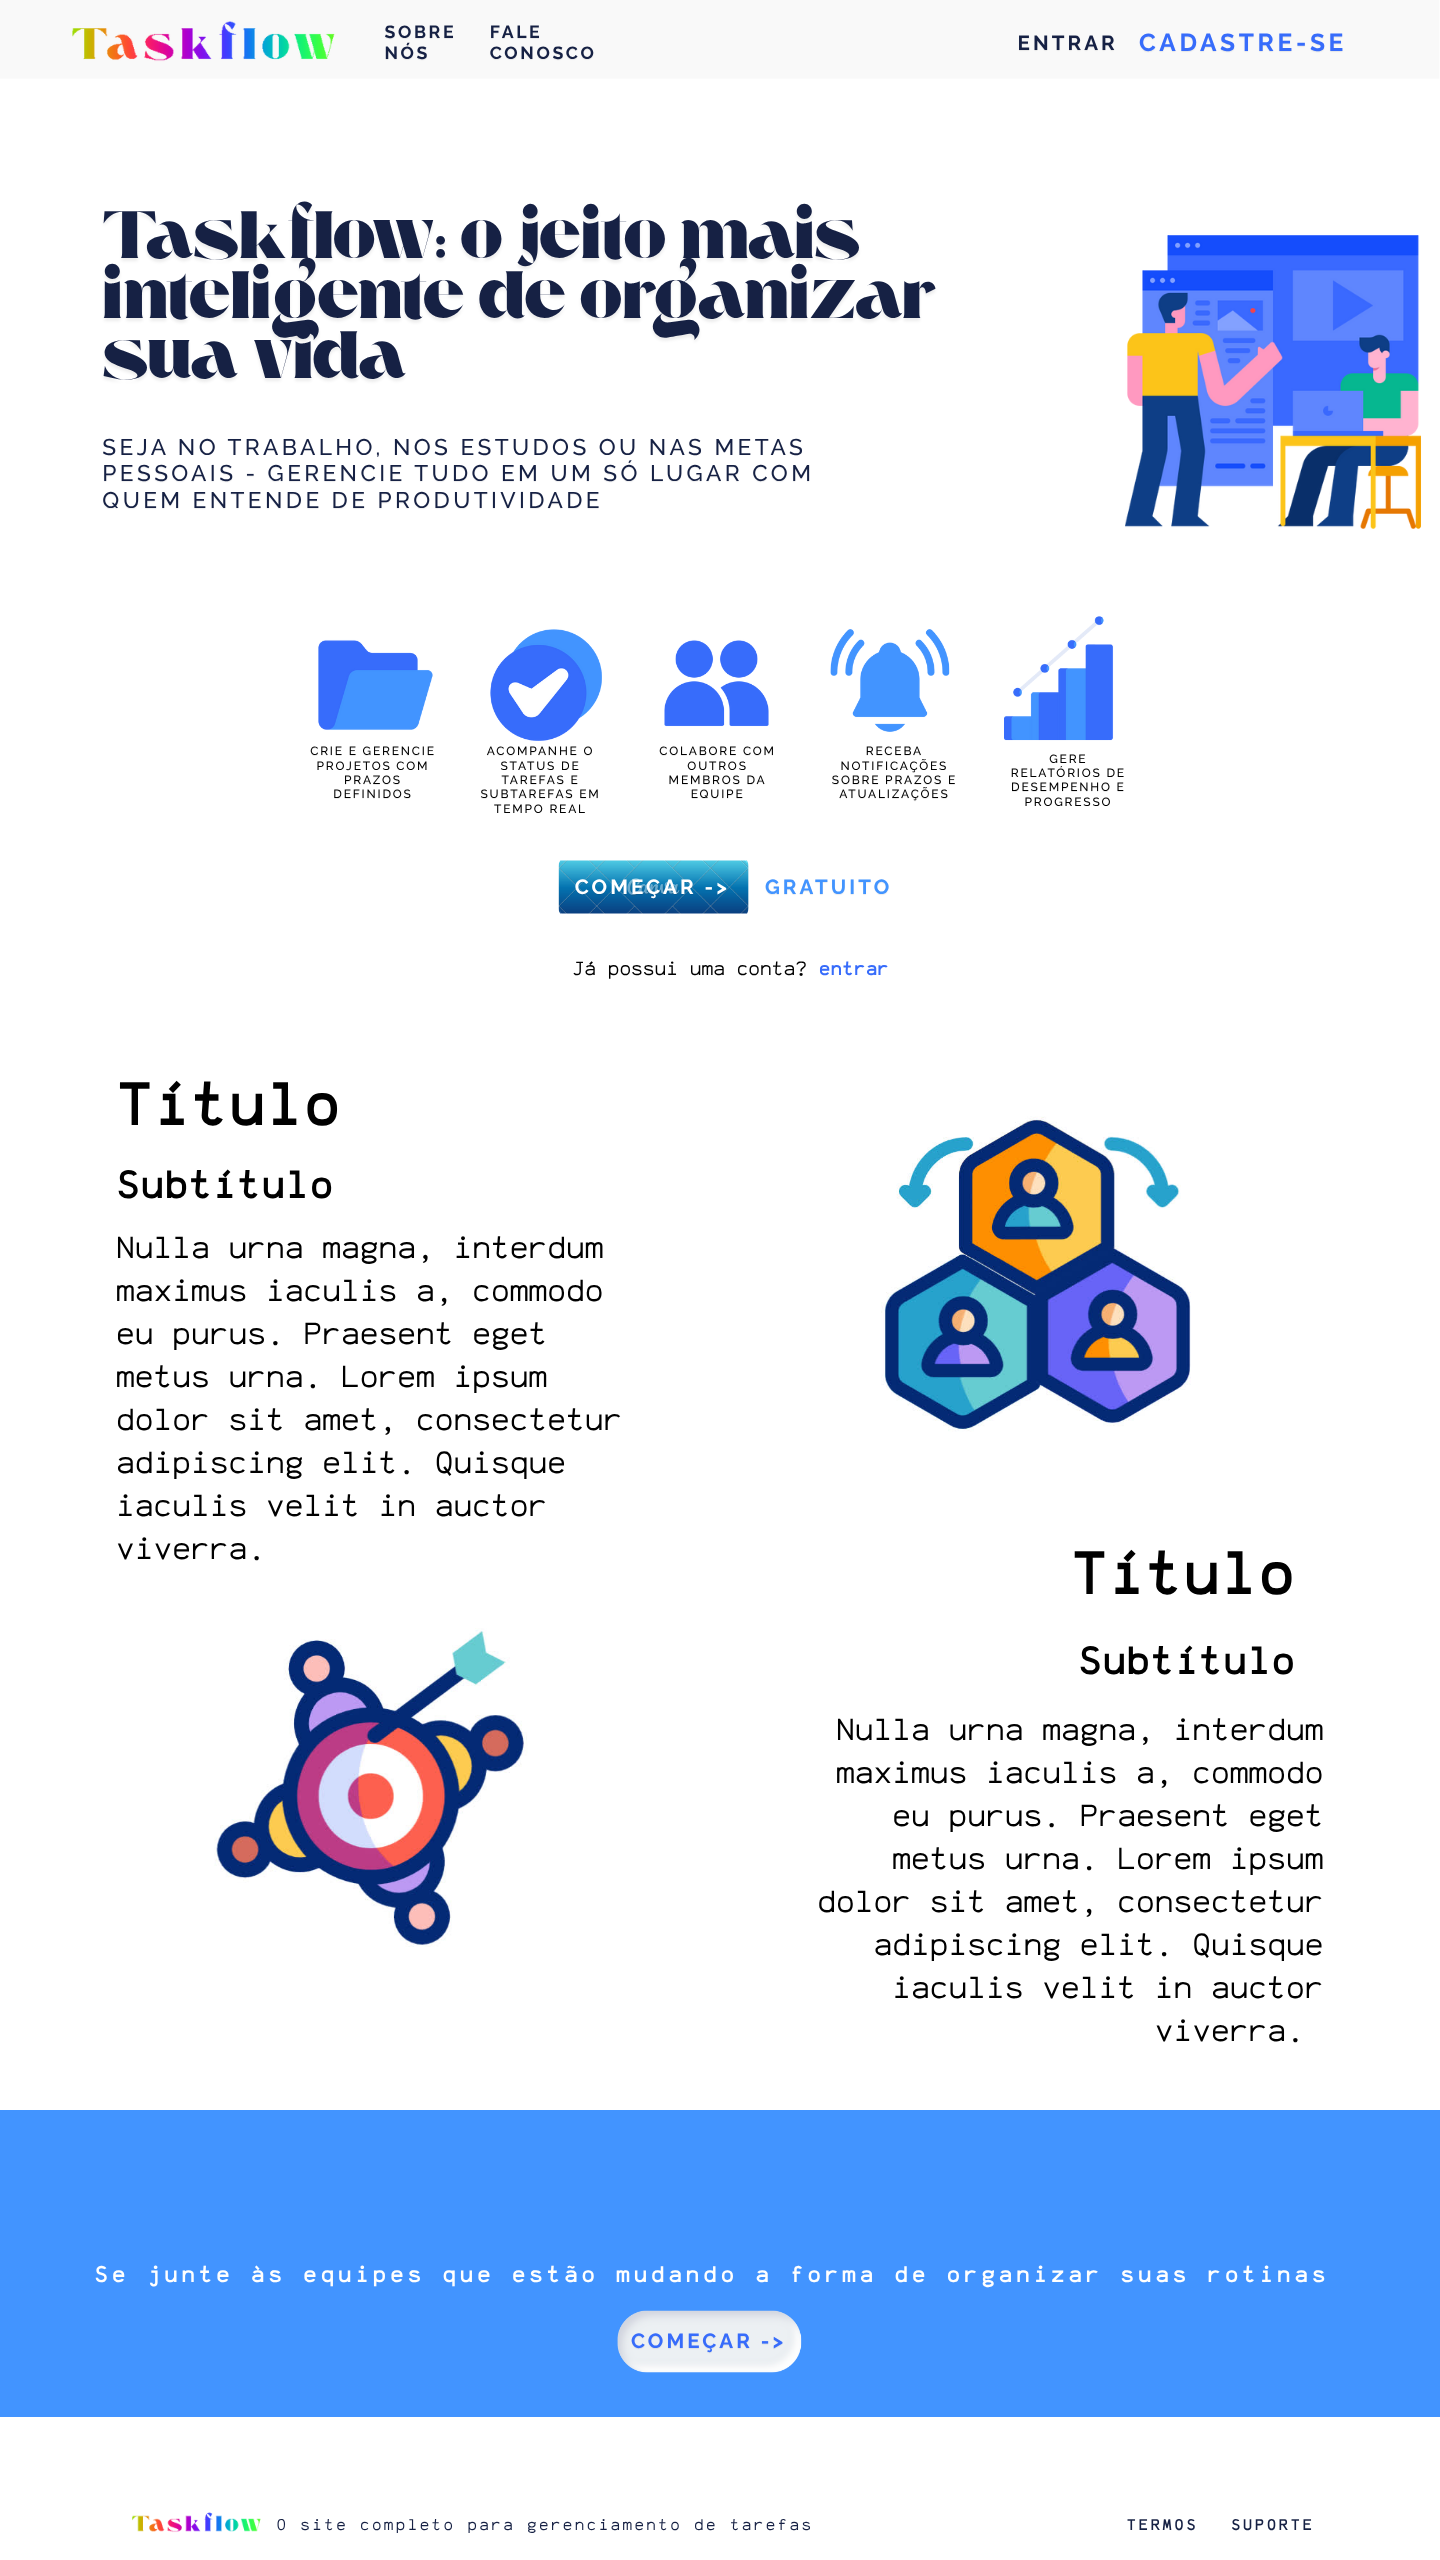 Taskflow
SOBRE
NÓS
FALE
CONOSCO
ENTRAR
CADASTRE-SE
Taskflow: o jeito mais
inteligente de organizar
sua vida
SEJA NO TRABALHO, NOS ESTUDOS OU NAS METAS
PESSOAIS - GERENCIE TUDO EM UM SÓ LUGAR COM
QUEM ENTENDE DE PRODUTIVIDADE
CRIE E GERENCIE
PROJETOS COM
PRAZOS
DEFINIDOS
ACOMPANHE O
STATUS DE
TAREFAS E
SUBTAREFAS EM
TEMPO REAL
COLABORE COM
OUTROS
MEMBROS DA
EQUIPE
RECEBA
NOTIFICAÇÕES
SOBRE PRAZOS E
ATUALIZAÇÕES
GERE
RELATÓRIOS DE
DESEMPENHO E
PROGRESSO
COMEÇAR ->
GRATUITO
Já possui uma conta? entrar
Título
Subtítulo
Nulla urna magna, interdum
maximus iaculis a, commodo
eu purus. Praesent eget
metus urna. Lorem ipsum
dolor sit amet, consectetur
adipiscing elit. Quisque
iaculis velit in auctor
viverra.
Título
Subtítulo
Nulla urna magna, interdum
maximus iaculis a, commodo
eu purus. Praesent eget
metus urna. Lorem ipsum
dolor sit amet, consectetur
adipiscing elit. Quisque
iaculis velit in auctor
viverra.
Se junte às equipes que estão mudando a forma de organizar suas rotinas
COMEÇAR ->
Taskflow
O site completo para gerenciamento de tarefas
TERMOS
SUPORTE